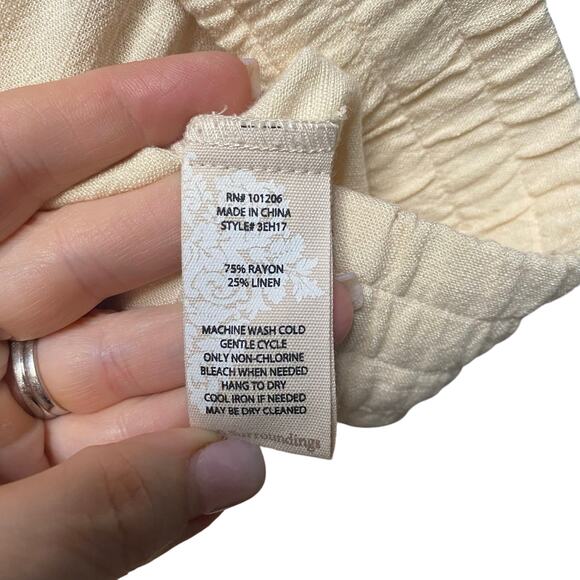 RN# 101206
MADE IN CHINA
STYLE# 3EH17
75% RAYON
25% LINEN
MACHINE WASH COLD
GENTLE CYCLE
ONLY NON-CHLORINE
BLEACH WHEN NEEDED
HANG TO DRY
COOL IRON IF NEEDED
MAY BE DRY CLEANED